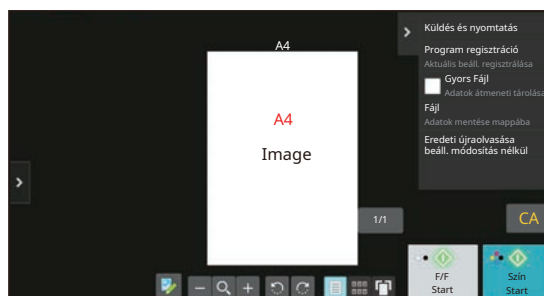 A4
A4
Image
1/1
Küldés és nyomtatás
Program regisztráció
Aktuális beáll. regisztrálása
Gyors Fájl
Adatok átmeneti tárolása
Fájl
Adatok mentése mappába
Eredeti újraolvasása
beáll. módosítás nélkül
CA
F/F
Start
Szín
Start